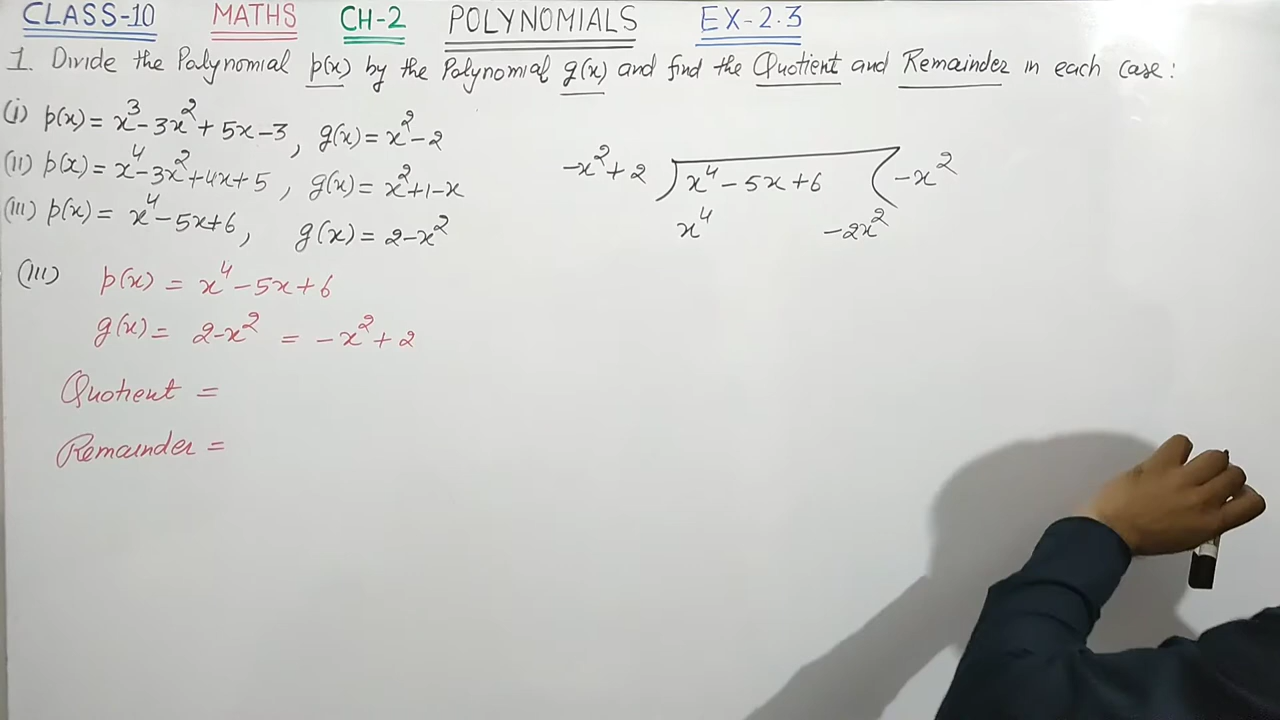 CLASS-10 MATHS CH-2 POLYNOMIALS EX-2.3
1. Divide the Polynomial p(x) by the Polynomial g(x) and find the Quotient and Remainder in each case:
(i) p(x) = x³-3x²+5x-3, g(x) = x²-2
(ii) p(x) = x⁴-3x²+4x+5, g(x) = x²+1-x
(iii) p(x) = x⁴-5x+6, g(x) = 2-x²
(iii) p(x) = x⁴-5x+6
g(x) = 2-x² = -x²+2
Quotient =
Remainder =
-x²+2 ) x⁴-5x+6 ( -x²
x⁴ -2x²